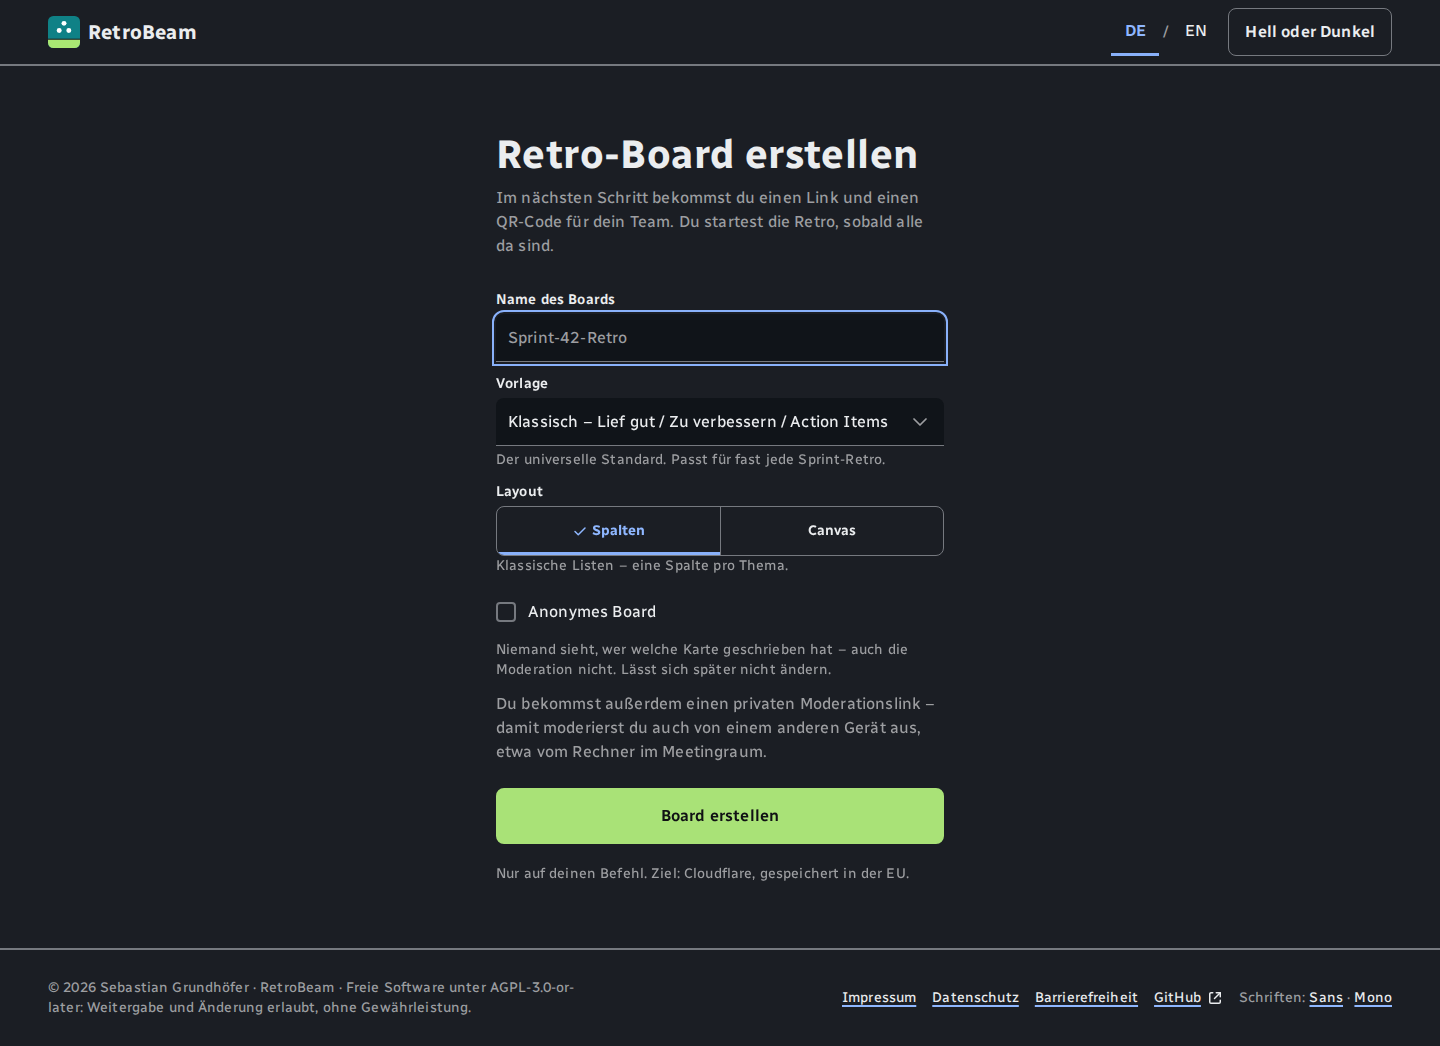 RetroBeam
DE / EN
Hell oder Dunkel
Retro-Board erstellen
Im nächsten Schritt bekommst du einen Link und einen
QR-Code für dein Team. Du startest die Retro, sobald alle
da sind.
Name des Boards
Sprint-42-Retro
Vorlage
Klassisch – Lief gut / Zu verbessern / Action Items
Der universelle Standard. Passt für fast jede Sprint-Retro.
Layout
Spalten
Canvas
Klassische Listen – eine Spalte pro Thema.
Anonymes Board
Niemand sieht, wer welche Karte geschrieben hat – auch die
Moderation nicht. Lässt sich später nicht ändern.
Du bekommst außerdem einen privaten Moderationslink –
damit moderierst du auch von einem anderen Gerät aus,
etwa vom Rechner im Meetingraum.
Board erstellen
Nur auf deinen Befehl. Ziel: Cloudflare, gespeichert in der EU.
© 2026 Sebastian Grundhöfer · RetroBeam · Freie Software unter AGPL-3.0-or-
later: Weitergabe und Änderung erlaubt, ohne Gewährleistung.
Impressum Datenschutz Barrierefreiheit GitHub Schriften: Sans · Mono